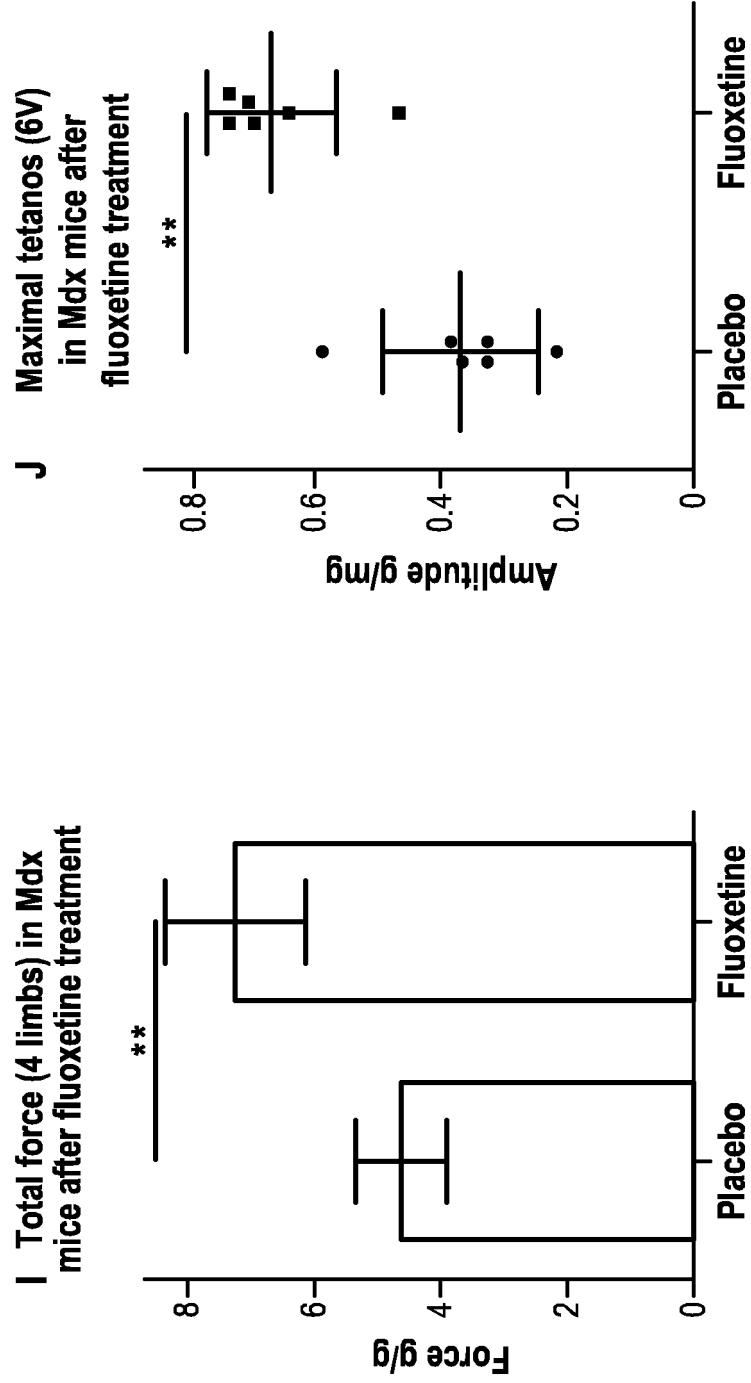 I Total force (4 limbs) in Mdx
mice after fluoxetine treatment
**
Force g/g
8
6
4
2
0
Placebo
Fluoxetine
J Maximal tetanos (6V)
in Mdx mice after
fluoxetine treatment
**
Amplitude g/mg
0.8
0.6
0.4
0.2
0
Placebo
Fluoxetine